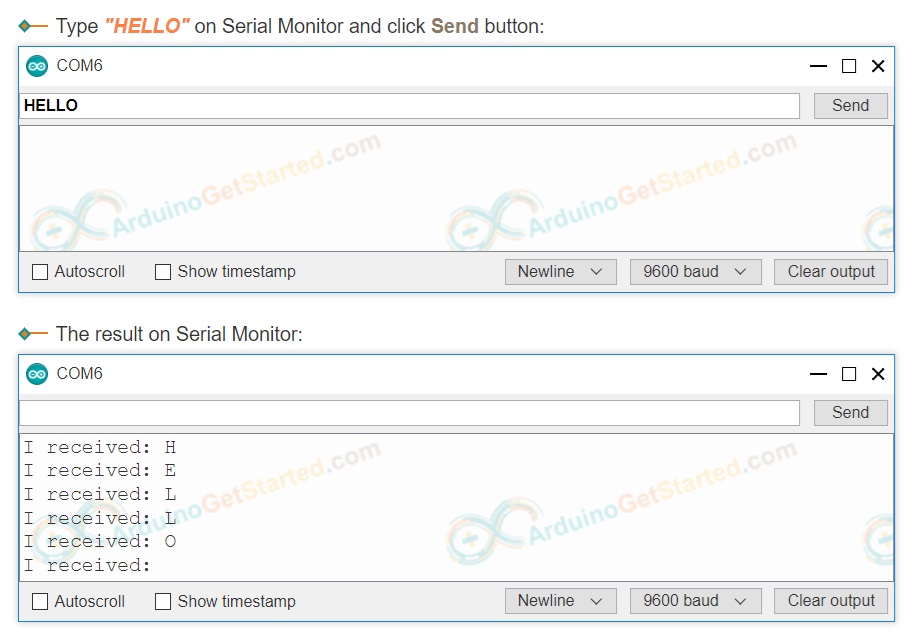 Type "HELLO" on Serial Monitor and click Send button:
COM6
HELLO
Send
ArduinoGetStarted.com ArduinoGetStarted.com
Autoscroll Show timestamp Newline 9600 baud Clear output
The result on Serial Monitor:
COM6
Send
I received: H
I received: E
I received: L
I received: L
I received: O
I received:
ArduinoGetStarted.com ArduinoGetStarted.com
Autoscroll Show timestamp Newline 9600 baud Clear output